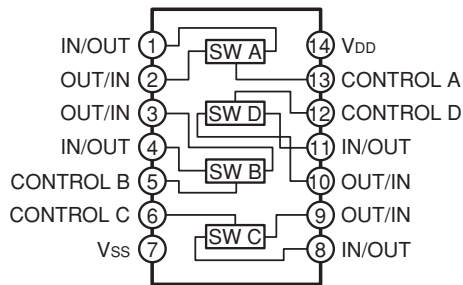 IN/OUT 1 SW A 14 VDD
OUT/IN 2 13 CONTROL A
OUT/IN 3 SW D 12 CONTROL D
IN/OUT 4 11 IN/OUT
CONTROL B 5 SW B 10 OUT/IN
CONTROL C 6 9 OUT/IN
VSS 7 SW C 8 IN/OUT